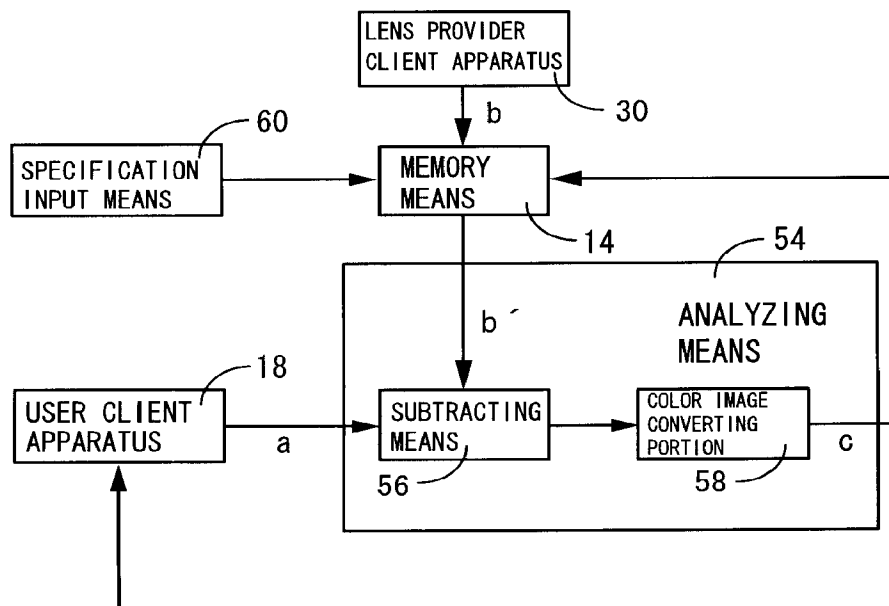 LENS PROVIDER
CLIENT APPARATUS
30
b
60
SPECIFICATION
INPUT MEANS
MEMORY
MEANS
14
54
b´
ANALYZING
MEANS
18
USER CLIENT
APPARATUS
a
SUBTRACTING
MEANS
56
COLOR IMAGE
CONVERTING
PORTION
58
c